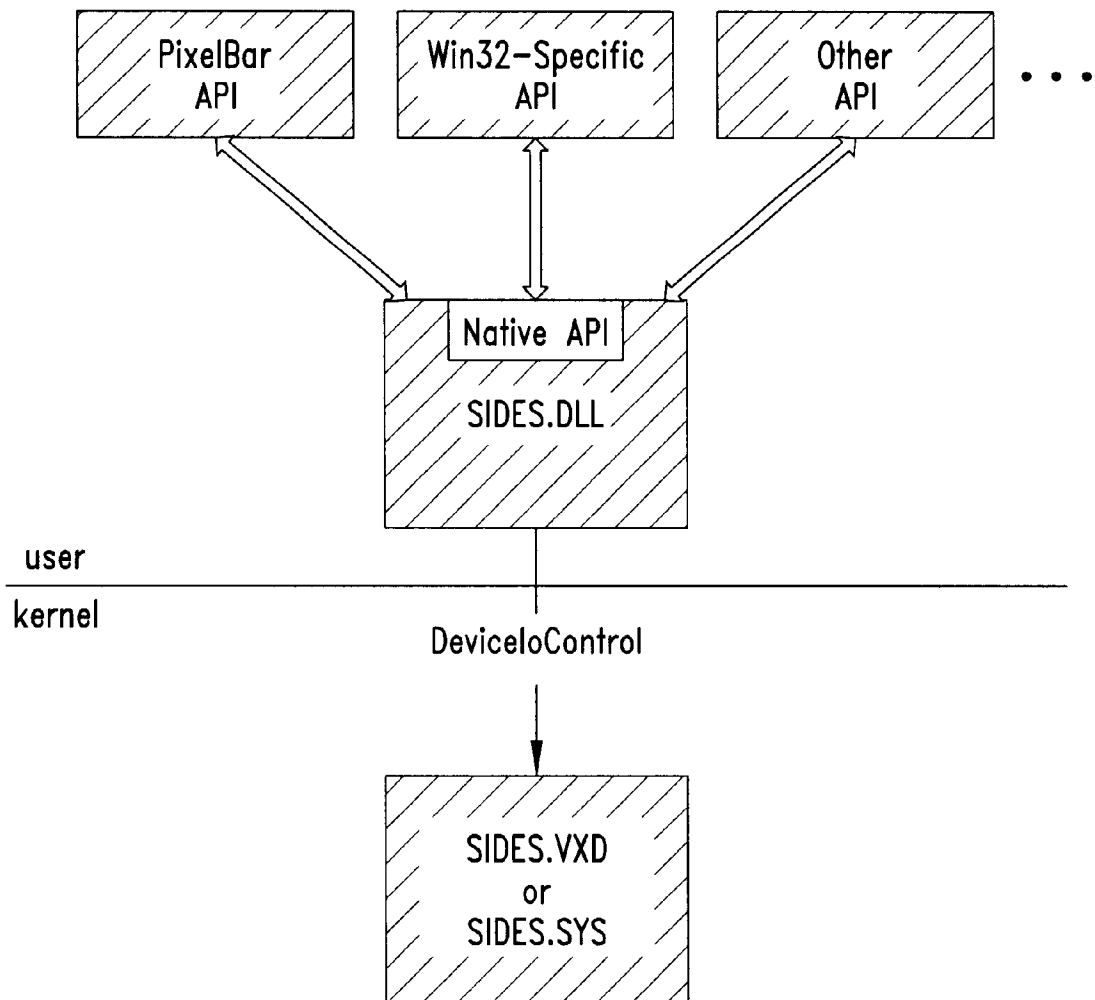 PixelBar
API
Win32-Specific
API
Other
API
• • •
Native API
SIDES.DLL
user
kernel
DeviceIoControl
SIDES.VXD
or
SIDES.SYS